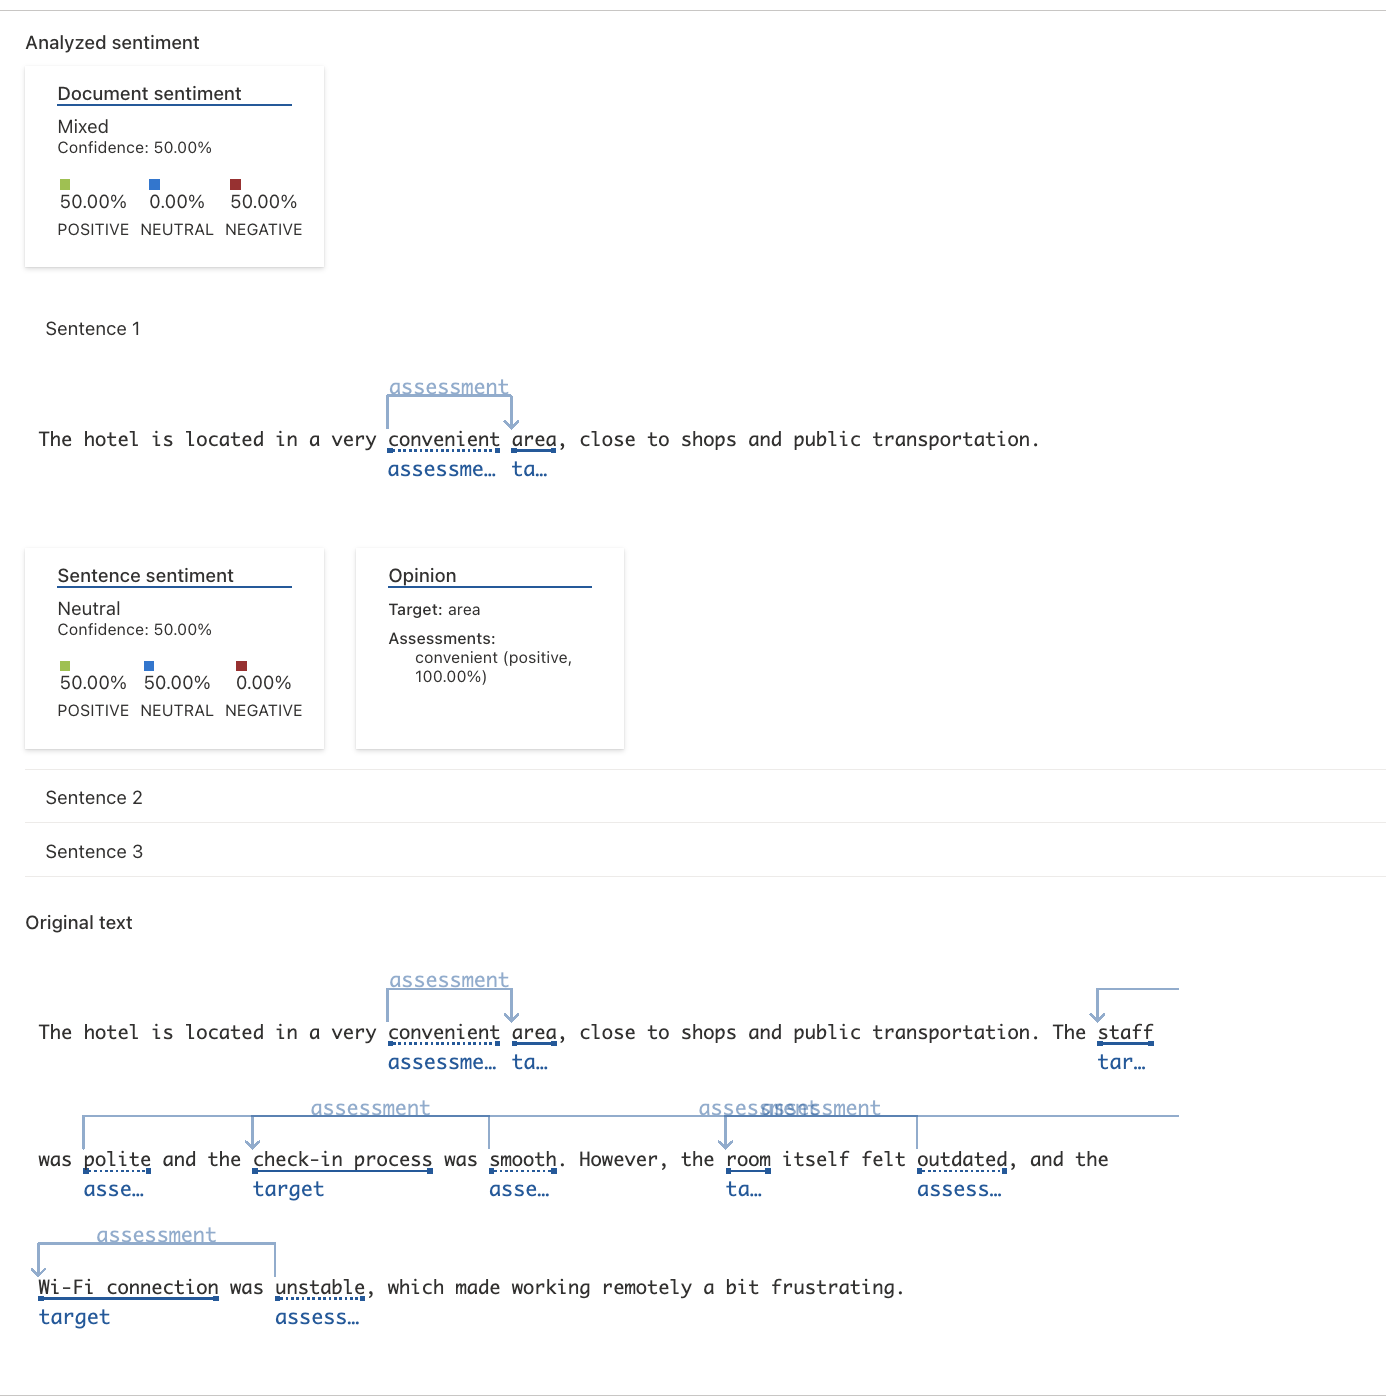 Analyzed sentiment
Document sentiment
Mixed
Confidence: 50.00%
50.00% 0.00% 50.00%
POSITIVE NEUTRAL NEGATIVE
Sentence 1
assessment
The hotel is located in a very convenient area, close to shops and public transportation.
assessme... ta...
Sentence sentiment
Neutral
Confidence: 50.00%
50.00% 50.00% 0.00%
POSITIVE NEUTRAL NEGATIVE
Opinion
Target: area
Assessments:
convenient (positive,
100.00%)
Sentence 2
Sentence 3
Original text
assessment
The hotel is located in a very convenient area, close to shops and public transportation. The staff
assessme... ta... tar...
assessment assessment assessment
was polite and the check-in process was smooth. However, the room itself felt outdated, and the
asse... target asse... ta... assess...
assessment
Wi-Fi connection was unstable, which made working remotely a bit frustrating.
target assess...